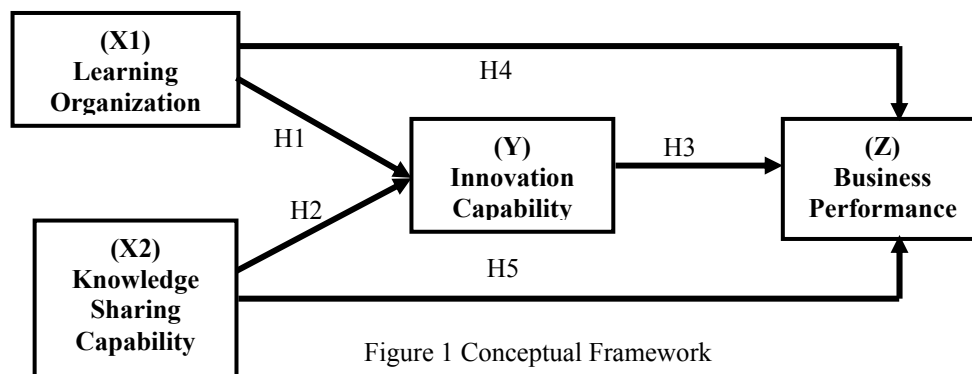 (X1)
Learning
Organization
H4
H1
(Y)
Innovation
Capability
H3
(Z)
Business
Performance
H2
(X2)
Knowledge
Sharing
Capability
H5
Figure 1 Conceptual Framework